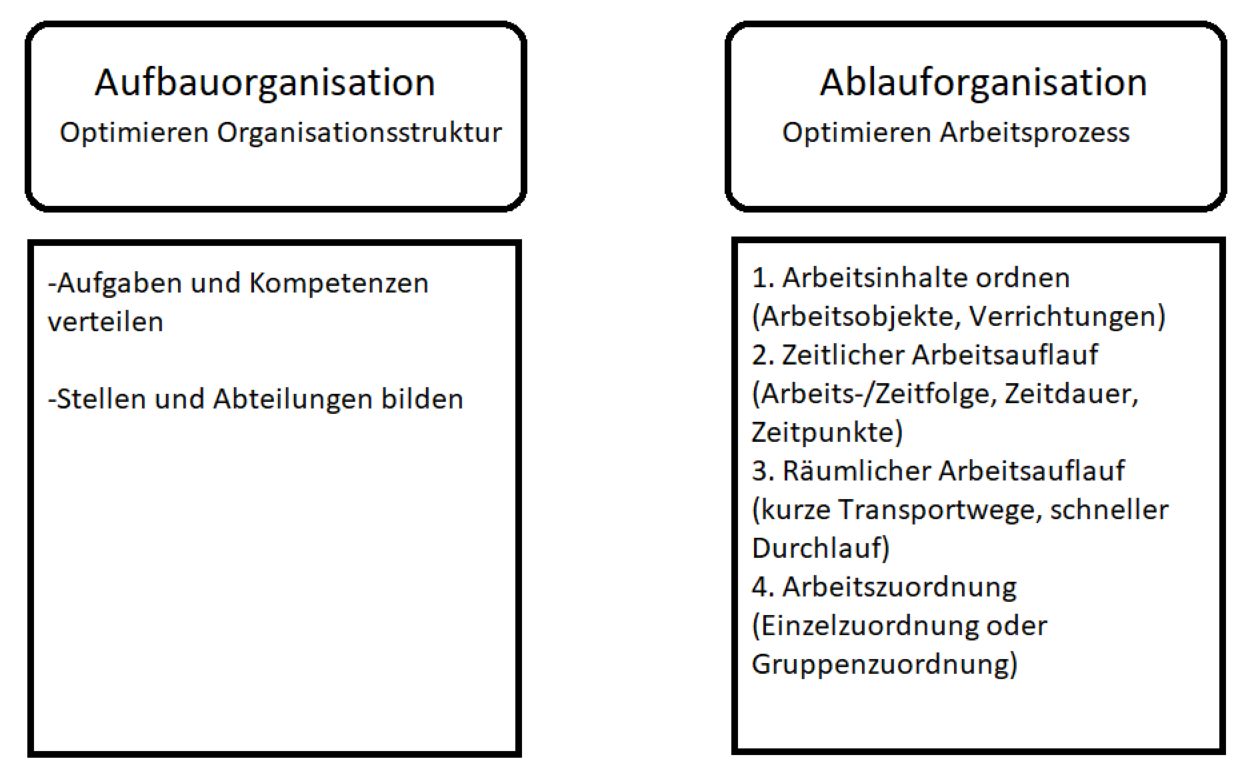 Aufbauorganisation
Optimieren Organisationsstruktur
-Aufgaben und Kompetenzen
verteilen
-Stellen und Abteilungen bilden
Ablauforganisation
Optimieren Arbeitsprozess
1. Arbeitsinhalte ordnen
(Arbeitsobjekte, Verrichtungen)
2. Zeitlicher Arbeitsauflauf
(Arbeits-/Zeitfolge, Zeitdauer,
Zeitpunkte)
3. Räumlicher Arbeitsauflauf
(kurze Transportwege, schneller
Durchlauf)
4. Arbeitszuordnung
(Einzelzuordnung oder
Gruppenzuordnung)